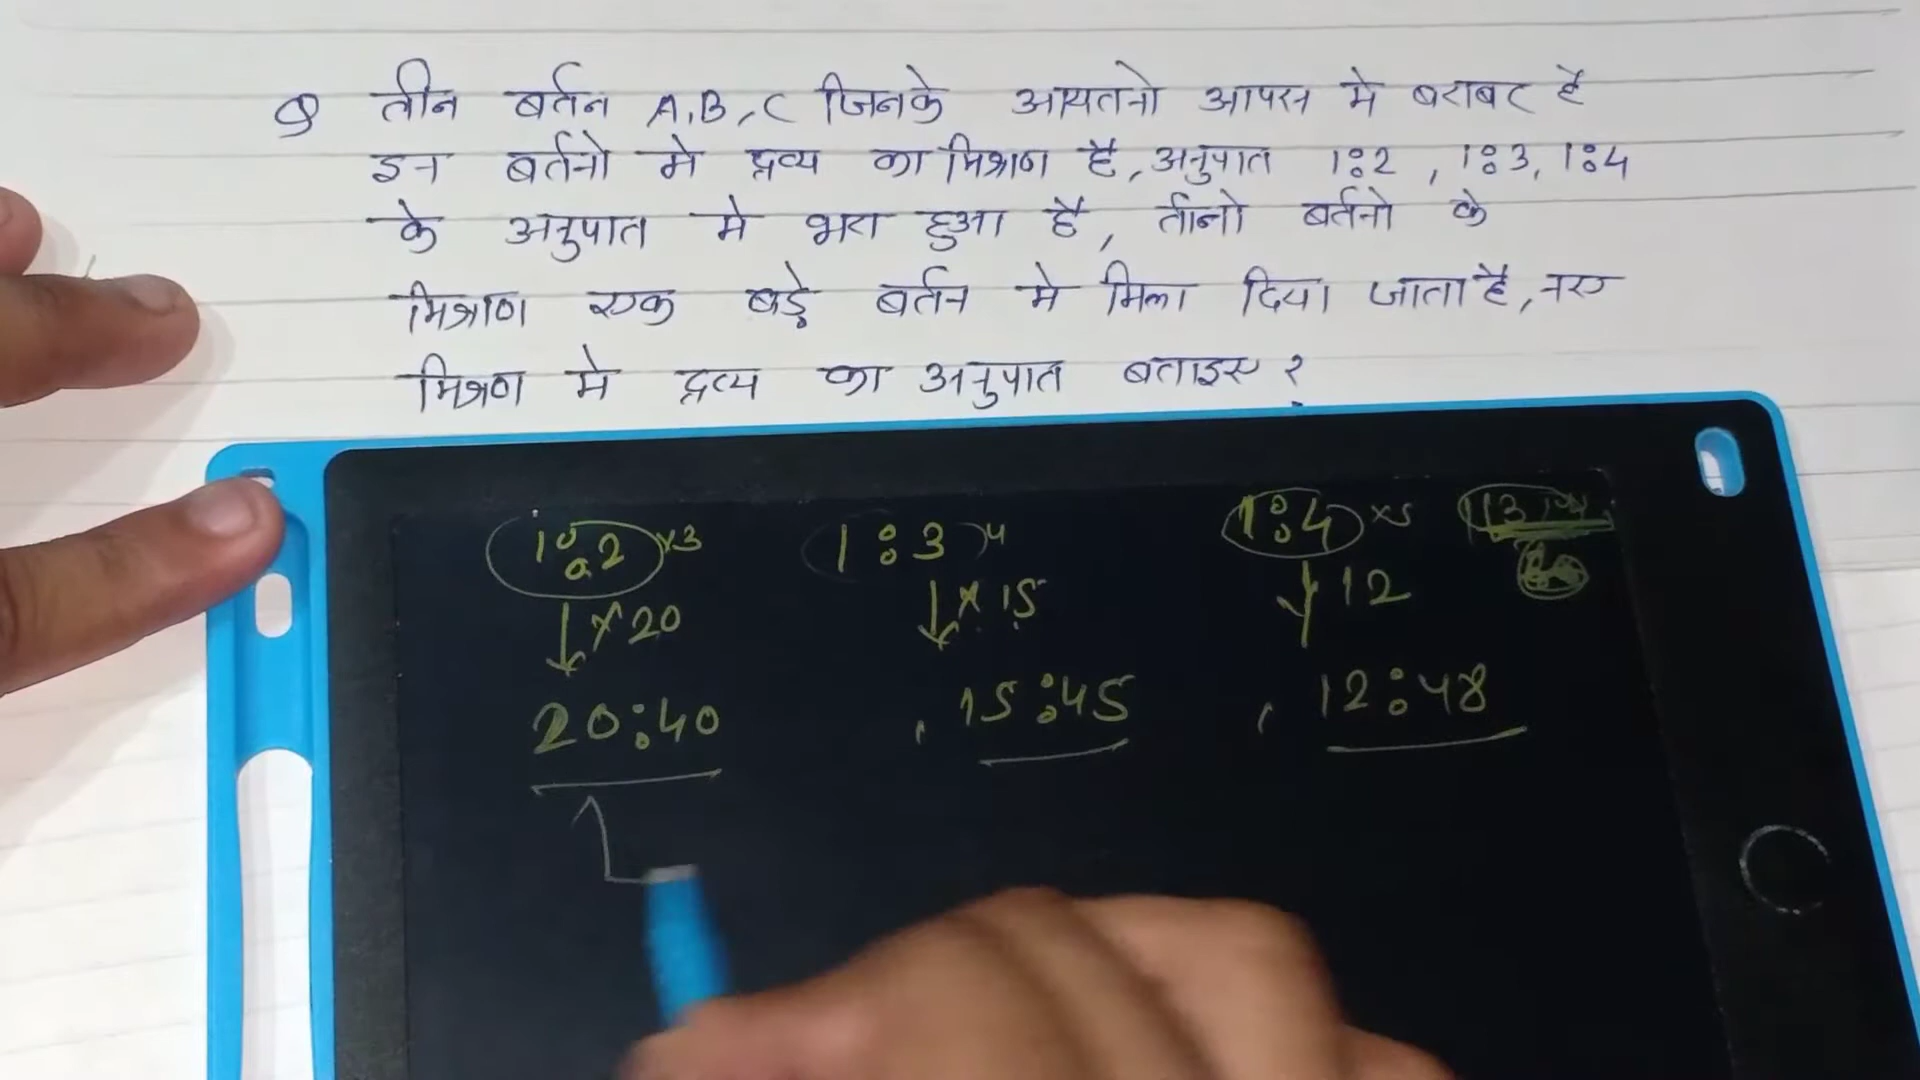 Q तीन बर्तन A,B,C जिनके आयतनो आपस मे बराबर है
इन बर्तनो मे द्रव्य का मिश्रण है, अनुपात 1:2, 1:3, 1:4
के अनुपात मे भरा हुआ है, तीनो बर्तनो के
मिश्रण एक बड़े बर्तन मे मिला दिया जाता है, नए
मिश्रण मे द्रव्य का अनुपात बताइए ?
1:2 ×3 1:3 4 1:4 ×5
×20 ×15 12
20:40 , 15:45 , 12:48